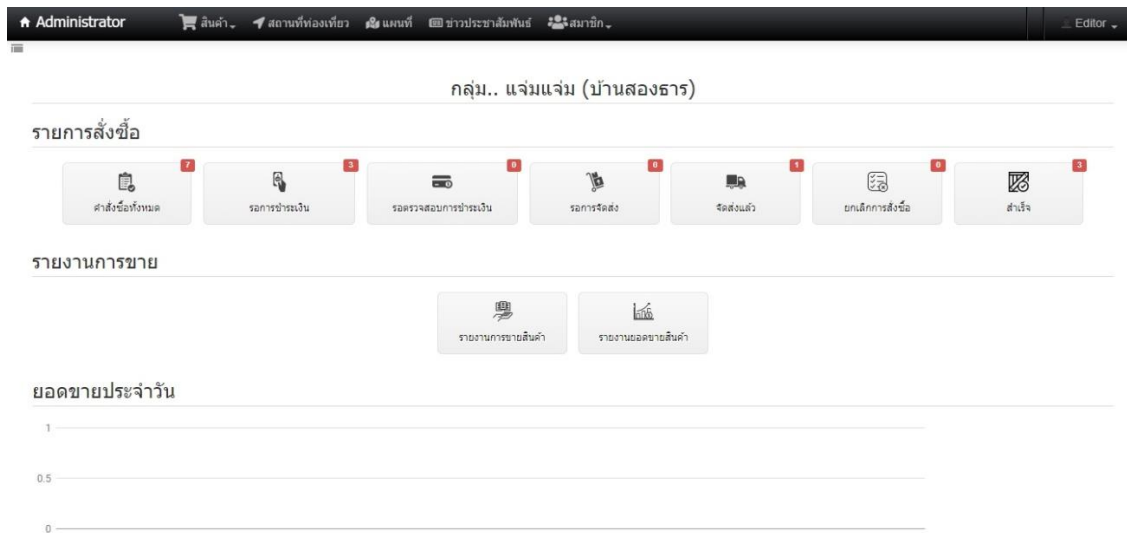 Administrator สินค้า สถานที่ท่องเที่ยว แผนที่ ข่าวประชาสัมพันธ์ สมาชิก Editor
กลุ่ม.. แจ่มแจ่ม (บ้านสองธาร)
รายการสั่งซื้อ
7 3 0 0 1 0 3
คำสั่งซื้อทั้งหมด รอการชำระเงิน รอตรวจสอบการชำระเงิน รอการจัดส่ง จัดส่งแล้ว ยกเลิกการสั่งซื้อ สำเร็จ
รายงานการขาย
รายงานการขายสินค้า รายงานยอดขายสินค้า
ยอดขายประจำวัน
1
0.5
0